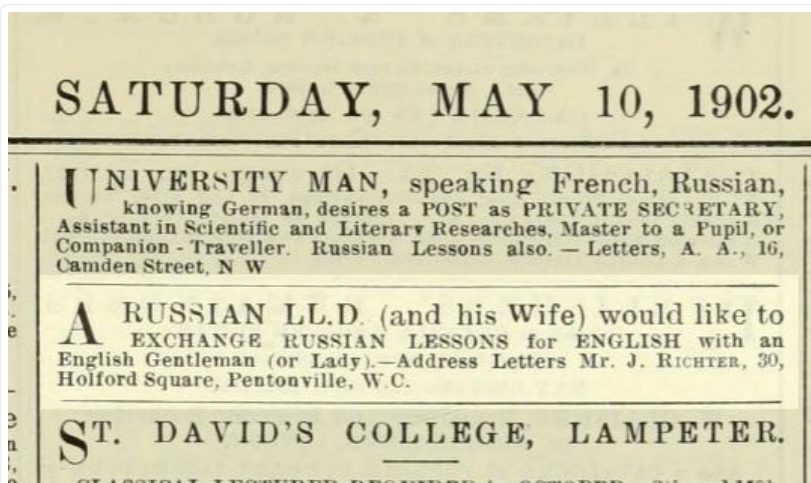 SATURDAY, MAY 10, 1902.
UNIVERSITY MAN, speaking French, Russian,
knowing German, desires a POST as PRIVATE SECRETARY,
Assistant in Scientific and Literary Researches, Master to a Pupil, or
Companion - Traveller. Russian Lessons also. — Letters, A. A., 16,
Camden Street, N W
A RUSSIAN LL.D. (and his Wife) would like to
EXCHANGE RUSSIAN LESSONS for ENGLISH with an
English Gentleman (or Lady).—Address Letters Mr. J. RICHTER, 30,
Holford Square, Pentonville, W.C.
ST. DAVID'S COLLEGE, LAMPETER.